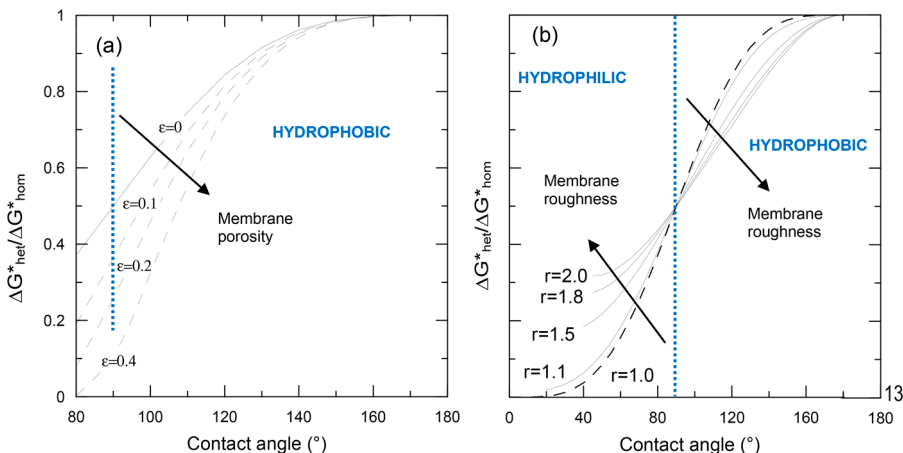 (a)
HYDROPHOBIC
ε=0
ε=0.1
ε=0.2
ε=0.4
Membrane
porosity
ΔG*het/ΔG*hom
1
0.8
0.6
0.4
0.2
0
80 100 120 140 160 180
Contact angle (°)
(b)
HYDROPHILIC
HYDROPHOBIC
Membrane
roughness
Membrane
roughness
r=2.0
r=1.8
r=1.5
r=1.1
r=1.0
ΔG*het/ΔG*hom
0 40 80 120 160 200
Contact angle (°)
13